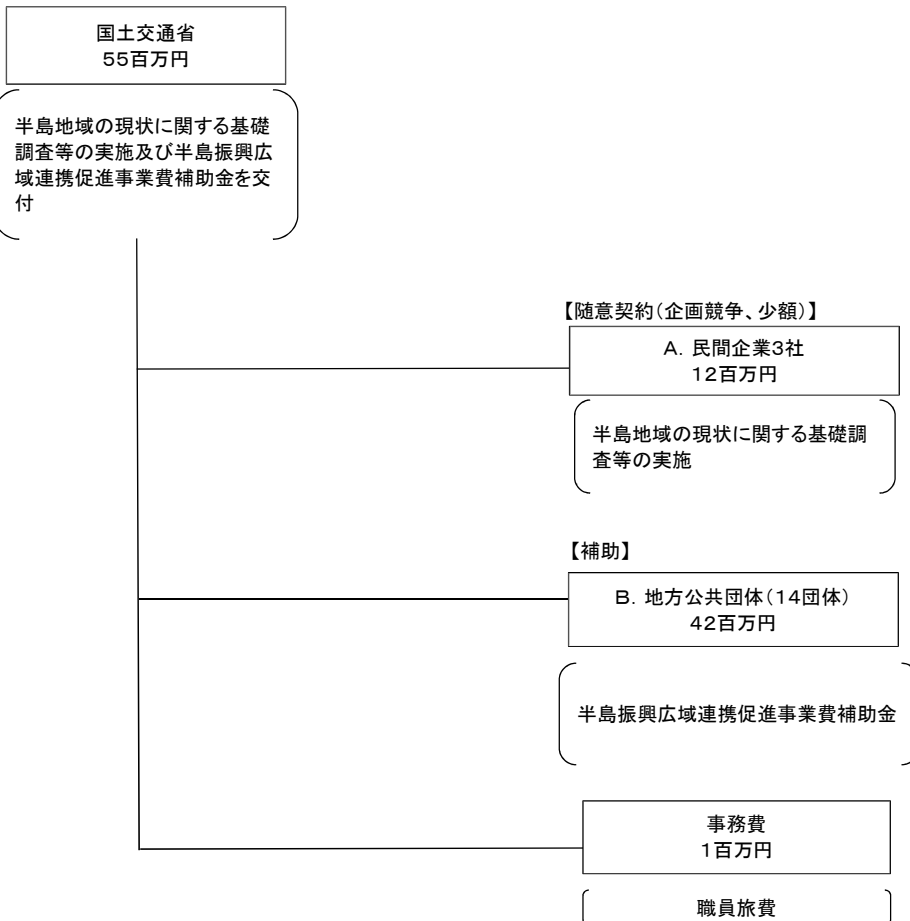 国土交通省
55百万円
半島地域の現状に関する基礎
調査等の実施及び半島振興広
域連携促進事業費補助金を交
付
【随意契約(企画競争、少額)】
A. 民間企業3社
12百万円
半島地域の現状に関する基礎調
査等の実施
【補助】
B. 地方公共団体(14団体)
42百万円
半島振興広域連携促進事業費補助金
事務費
1百万円
職員旅費